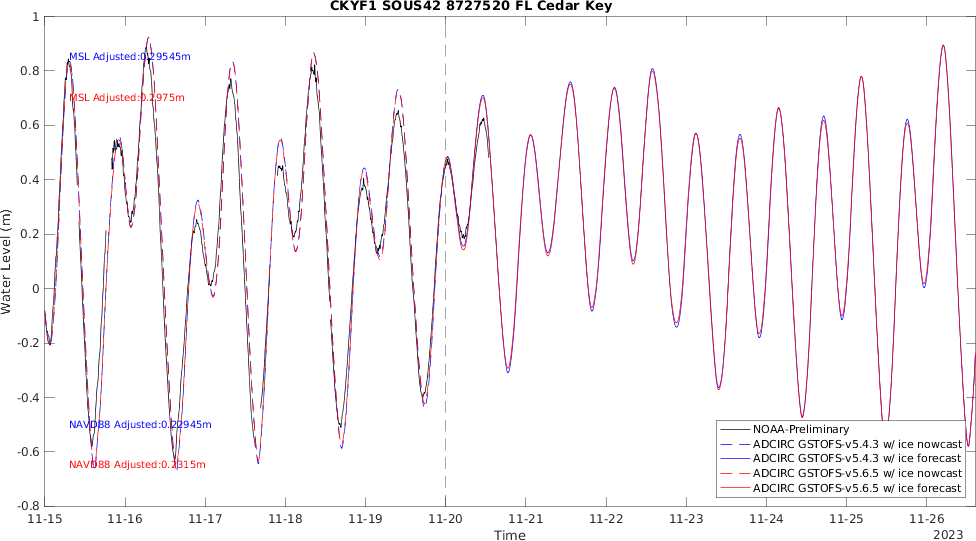 CKYF1 SOUS42 8727520 FL Cedar Key
Water Level (m)
1
0.8
0.6
0.4
0.2
0
-0.2
-0.4
-0.6
-0.8
MSL Adjusted:0.29545m
MSL Adjusted:0.2975m
NAVD88 Adjusted:0.22945m
NAVD88 Adjusted:0.2315m
NOAA-Preliminary
ADCIRC GSTOFS-v5.4.3 w/ ice nowcast
ADCIRC GSTOFS-v5.4.3 w/ ice forecast
ADCIRC GSTOFS-v5.6.5 w/ ice nowcast
ADCIRC GSTOFS-v5.6.5 w/ ice forecast
11-15 11-16 11-17 11-18 11-19 11-20 11-21 11-22 11-23 11-24 11-25 11-26
Time
2023